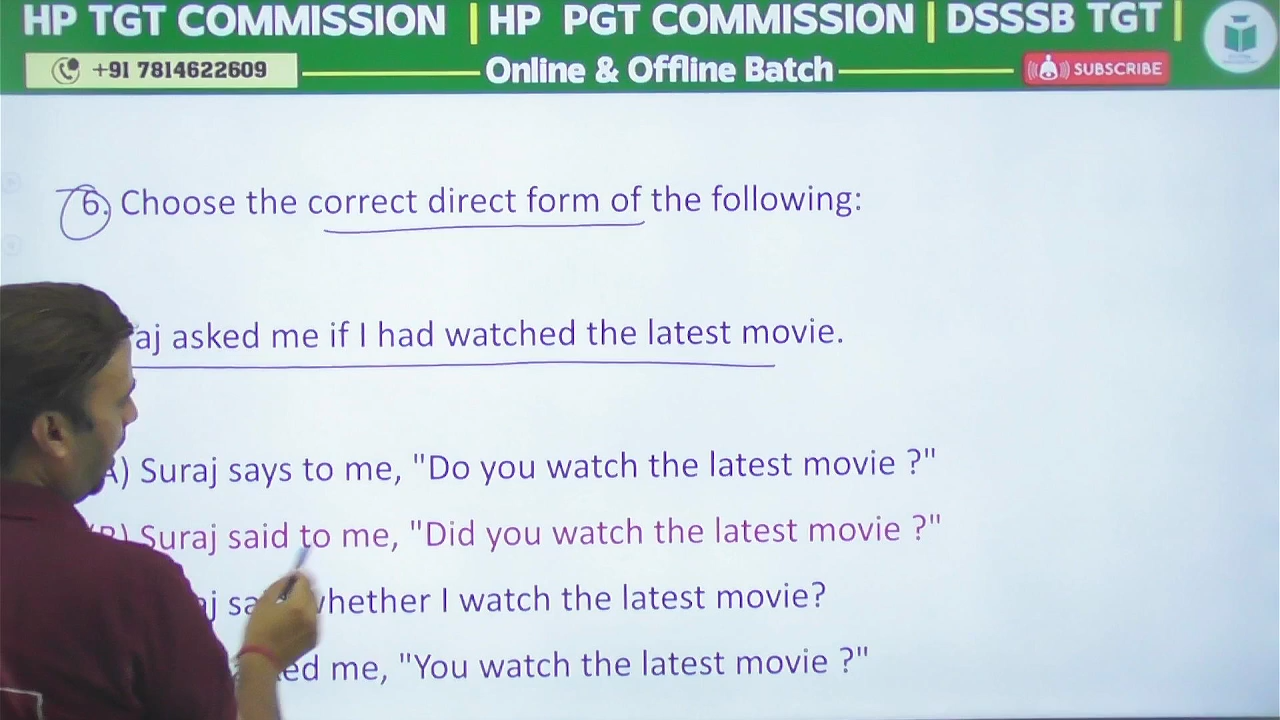 HP TGT COMMISSION | HP PGT COMMISSION | DSSSB TGT |
+91 7814622609 Online & Offline Batch SUBSCRIBE
6. Choose the correct direct form of the following:
aj asked me if I had watched the latest movie.
A) Suraj says to me, "Do you watch the latest movie ?"
(B) Suraj said to me, "Did you watch the latest movie ?"
whether I watch the latest movie?
ed me, "You watch the latest movie ?"